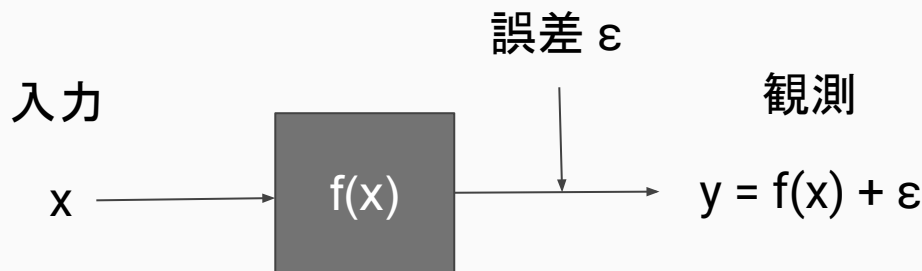 誤差 ε
入力
観測
x
f(x)
y = f(x) + ε